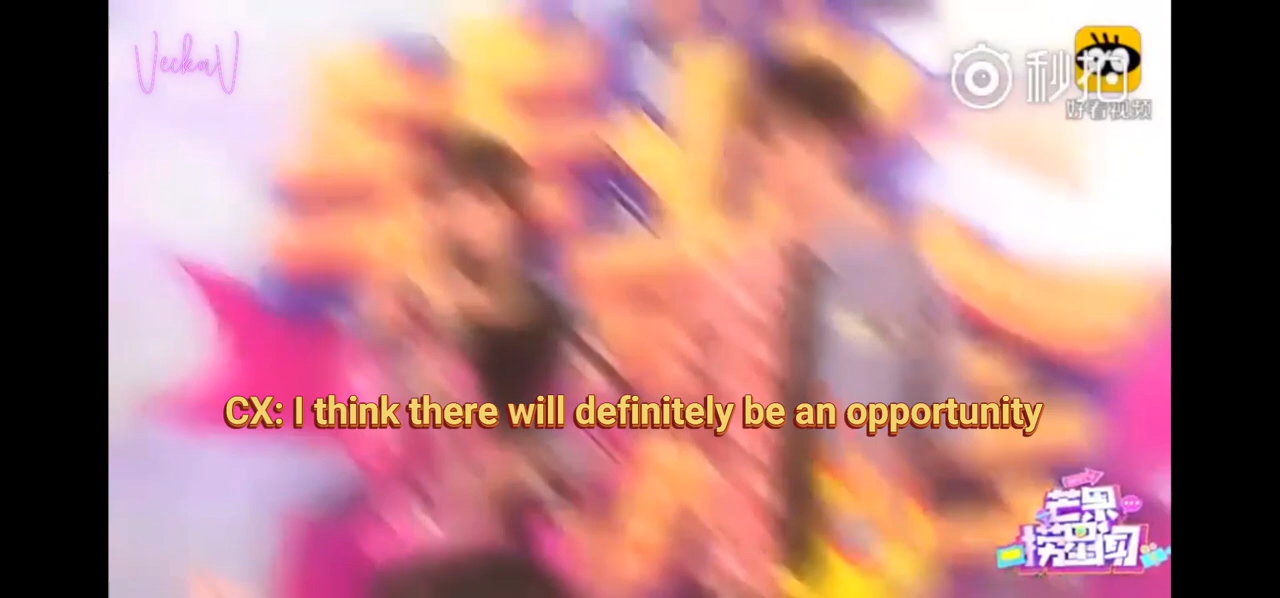 VeckaV
秒拍
好看视频
CX: I think there will definitely be an opportunity
芒果
捞星闻